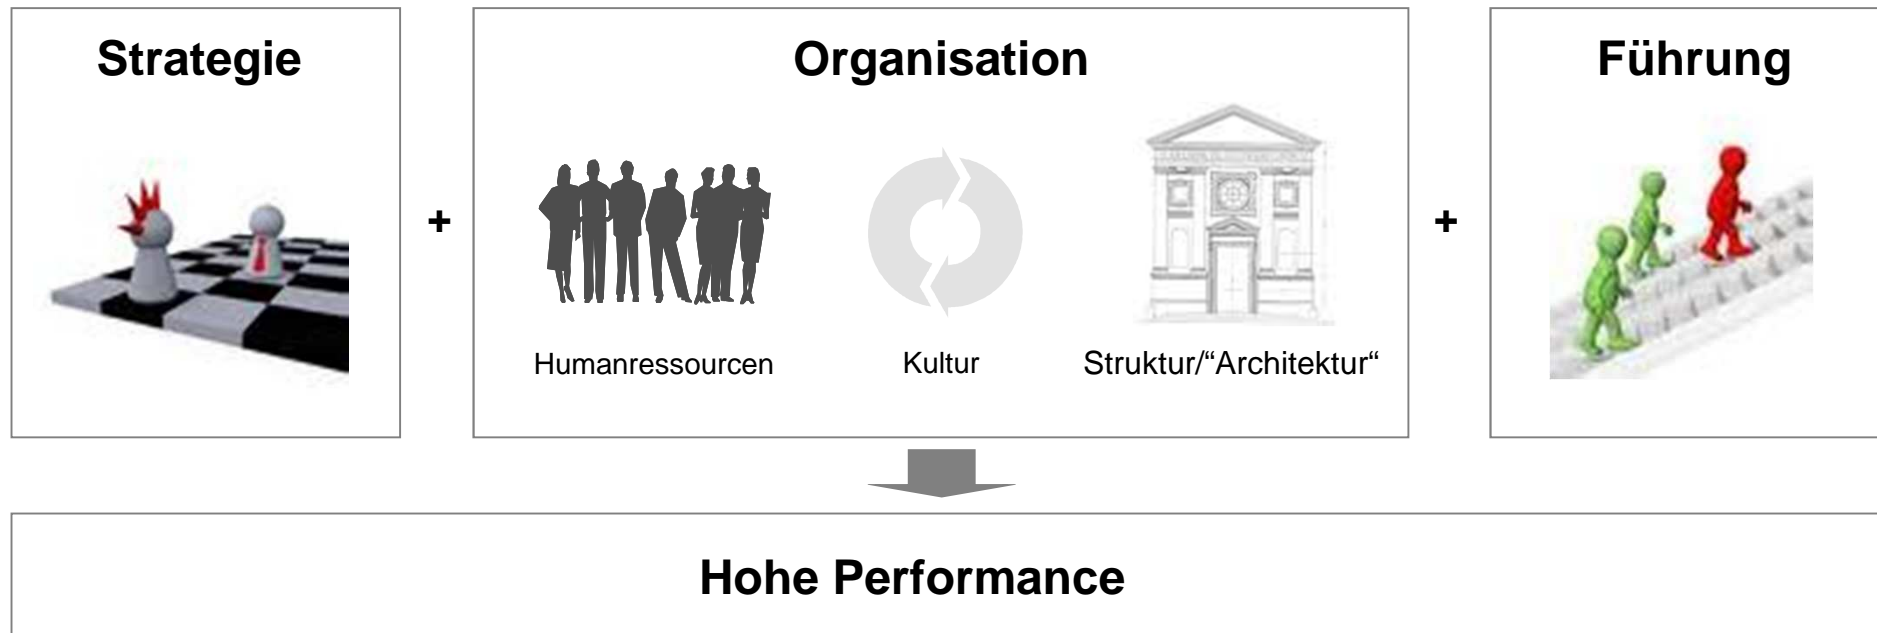 Strategie
+
Organisation
Humanressourcen
Kultur
Struktur/“Architektur“
+
Führung
Hohe Performance